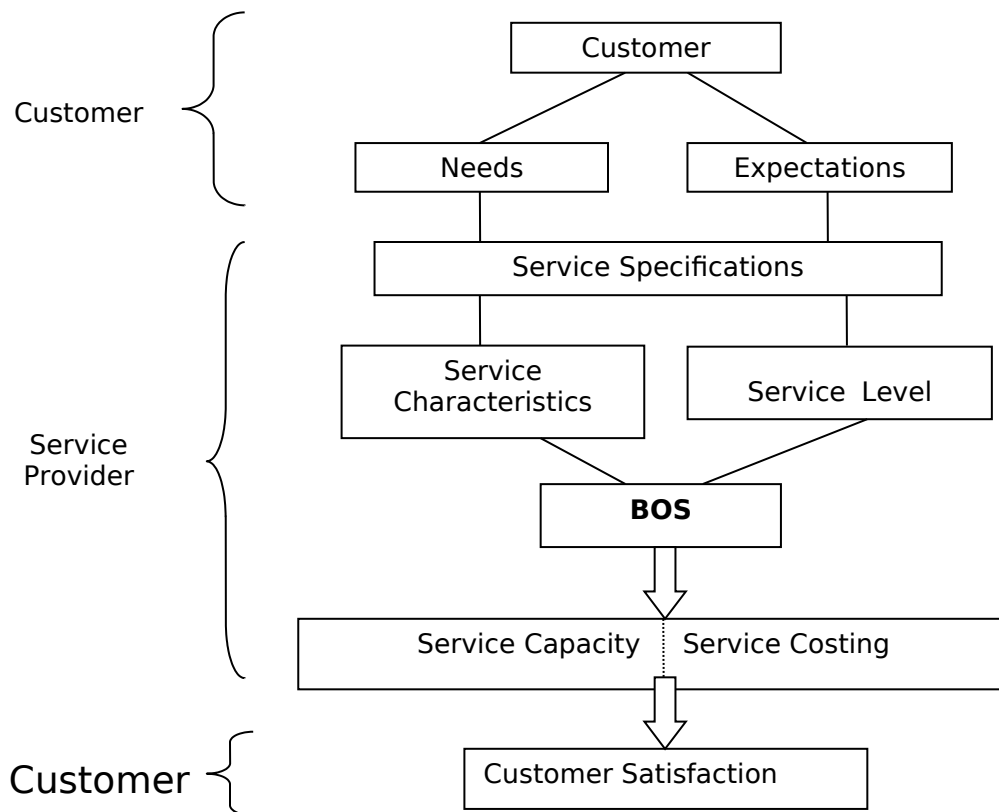 Customer
Customer
Needs
Expectations
Service Specifications
Service
Characteristics
Service Level
Service
Provider
BOS
Service Capacity
Service Costing
Customer
Customer Satisfaction